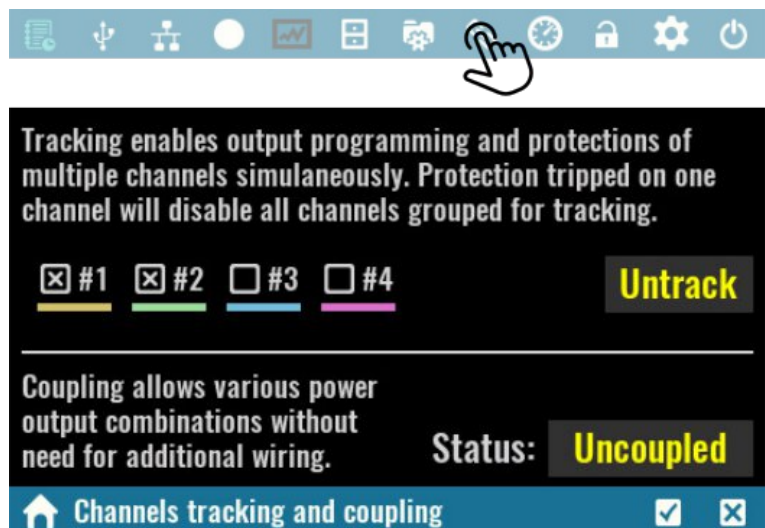 Tracking enables output programming and protections of
multiple channels simulaneously. Protection tripped on one
channel will disable all channels grouped for tracking.
#1 #2 #3 #4 Untrack
Coupling allows various power
output combinations without
need for additional wiring.
Status: Uncoupled
Channels tracking and coupling